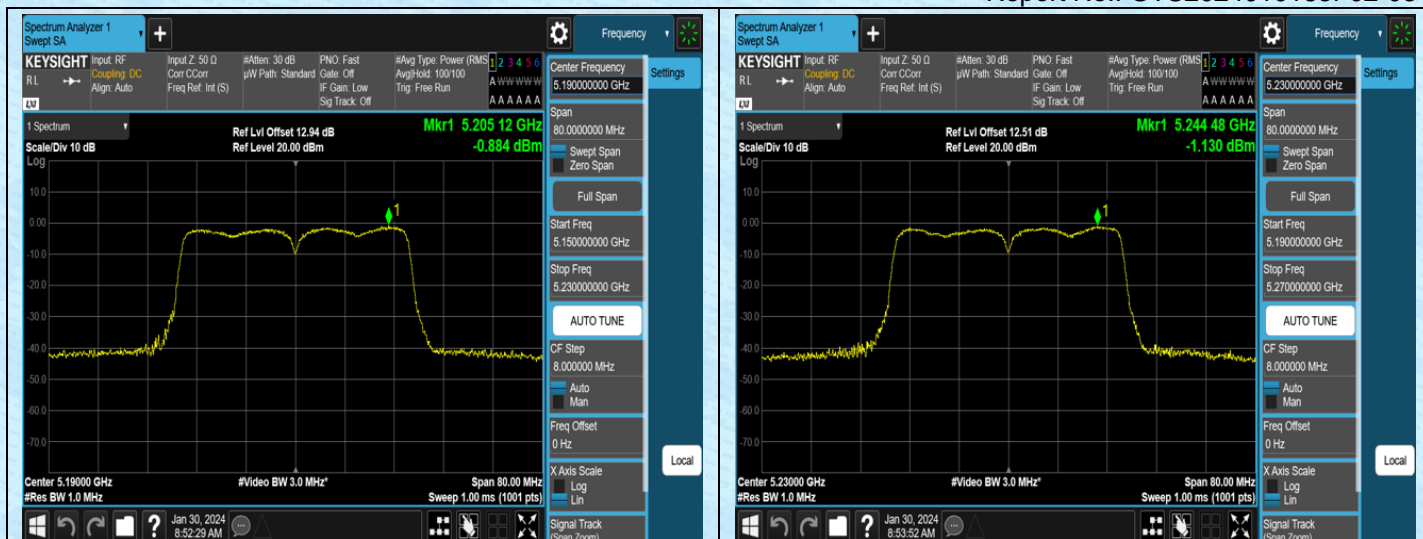 Spectrum Analyzer 1
Swept SA
+
Frequency
KEYSIGHT
RL
LXI
Input: RF
Coupling: DC
Align: Auto
Input Z: 50 Ω
Corr CCorr
Freq Ref: Int (S)
#Atten: 30 dB
µW Path: Standard
PNO: Fast
Gate: Off
IF Gain: Low
Sig Track: Off
#Avg Type: Power (RMS
Avg|Hold: 100/100
Trig: Free Run
1 2 3 4 5 6
A W W W W W
A A A A A A
1 Spectrum
Scale/Div 10 dB
Log
Ref Lvl Offset 12.94 dB
Ref Level 20.00 dBm
Mkr1 5.205 12 GHz
-0.884 dBm
1
10.0
0.00
-10.0
-20.0
-30.0
-40.0
-50.0
-60.0
-70.0
Center 5.19000 GHz
#Res BW 1.0 MHz
#Video BW 3.0 MHz*
Span 80.00 MHz
Sweep 1.00 ms (1001 pts)
?
Jan 30, 2024
8:52:29 AM
Center Frequency
5.190000000 GHz
Settings
Span
80.0000000 MHz
Swept Span
Zero Span
Full Span
Start Freq
5.150000000 GHz
Stop Freq
5.230000000 GHz
AUTO TUNE
CF Step
8.000000 MHz
Auto
Man
Freq Offset
0 Hz
X Axis Scale
Log
Lin
Local
Signal Track
(Span Zoom)
Spectrum Analyzer 1
Swept SA
+
Frequency
KEYSIGHT
RL
LXI
Input: RF
Coupling: DC
Align: Auto
Input Z: 50 Ω
Corr CCorr
Freq Ref: Int (S)
#Atten: 30 dB
µW Path: Standard
PNO: Fast
Gate: Off
IF Gain: Low
Sig Track: Off
#Avg Type: Power (RMS
Avg|Hold: 100/100
Trig: Free Run
1 2 3 4 5 6
A W W W W W
A A A A A A
1 Spectrum
Scale/Div 10 dB
Log
Ref Lvl Offset 12.51 dB
Ref Level 20.00 dBm
Mkr1 5.244 48 GHz
-1.130 dBm
1
10.0
0.00
-10.0
-20.0
-30.0
-40.0
-50.0
-60.0
-70.0
Center 5.23000 GHz
#Res BW 1.0 MHz
#Video BW 3.0 MHz*
Span 80.00 MHz
Sweep 1.00 ms (1001 pts)
?
Jan 30, 2024
8:53:52 AM
Center Frequency
5.230000000 GHz
Settings
Span
80.0000000 MHz
Swept Span
Zero Span
Full Span
Start Freq
5.190000000 GHz
Stop Freq
5.270000000 GHz
AUTO TUNE
CF Step
8.000000 MHz
Auto
Man
Freq Offset
0 Hz
X Axis Scale
Log
Lin
Local
Signal Track
(Span Zoom)